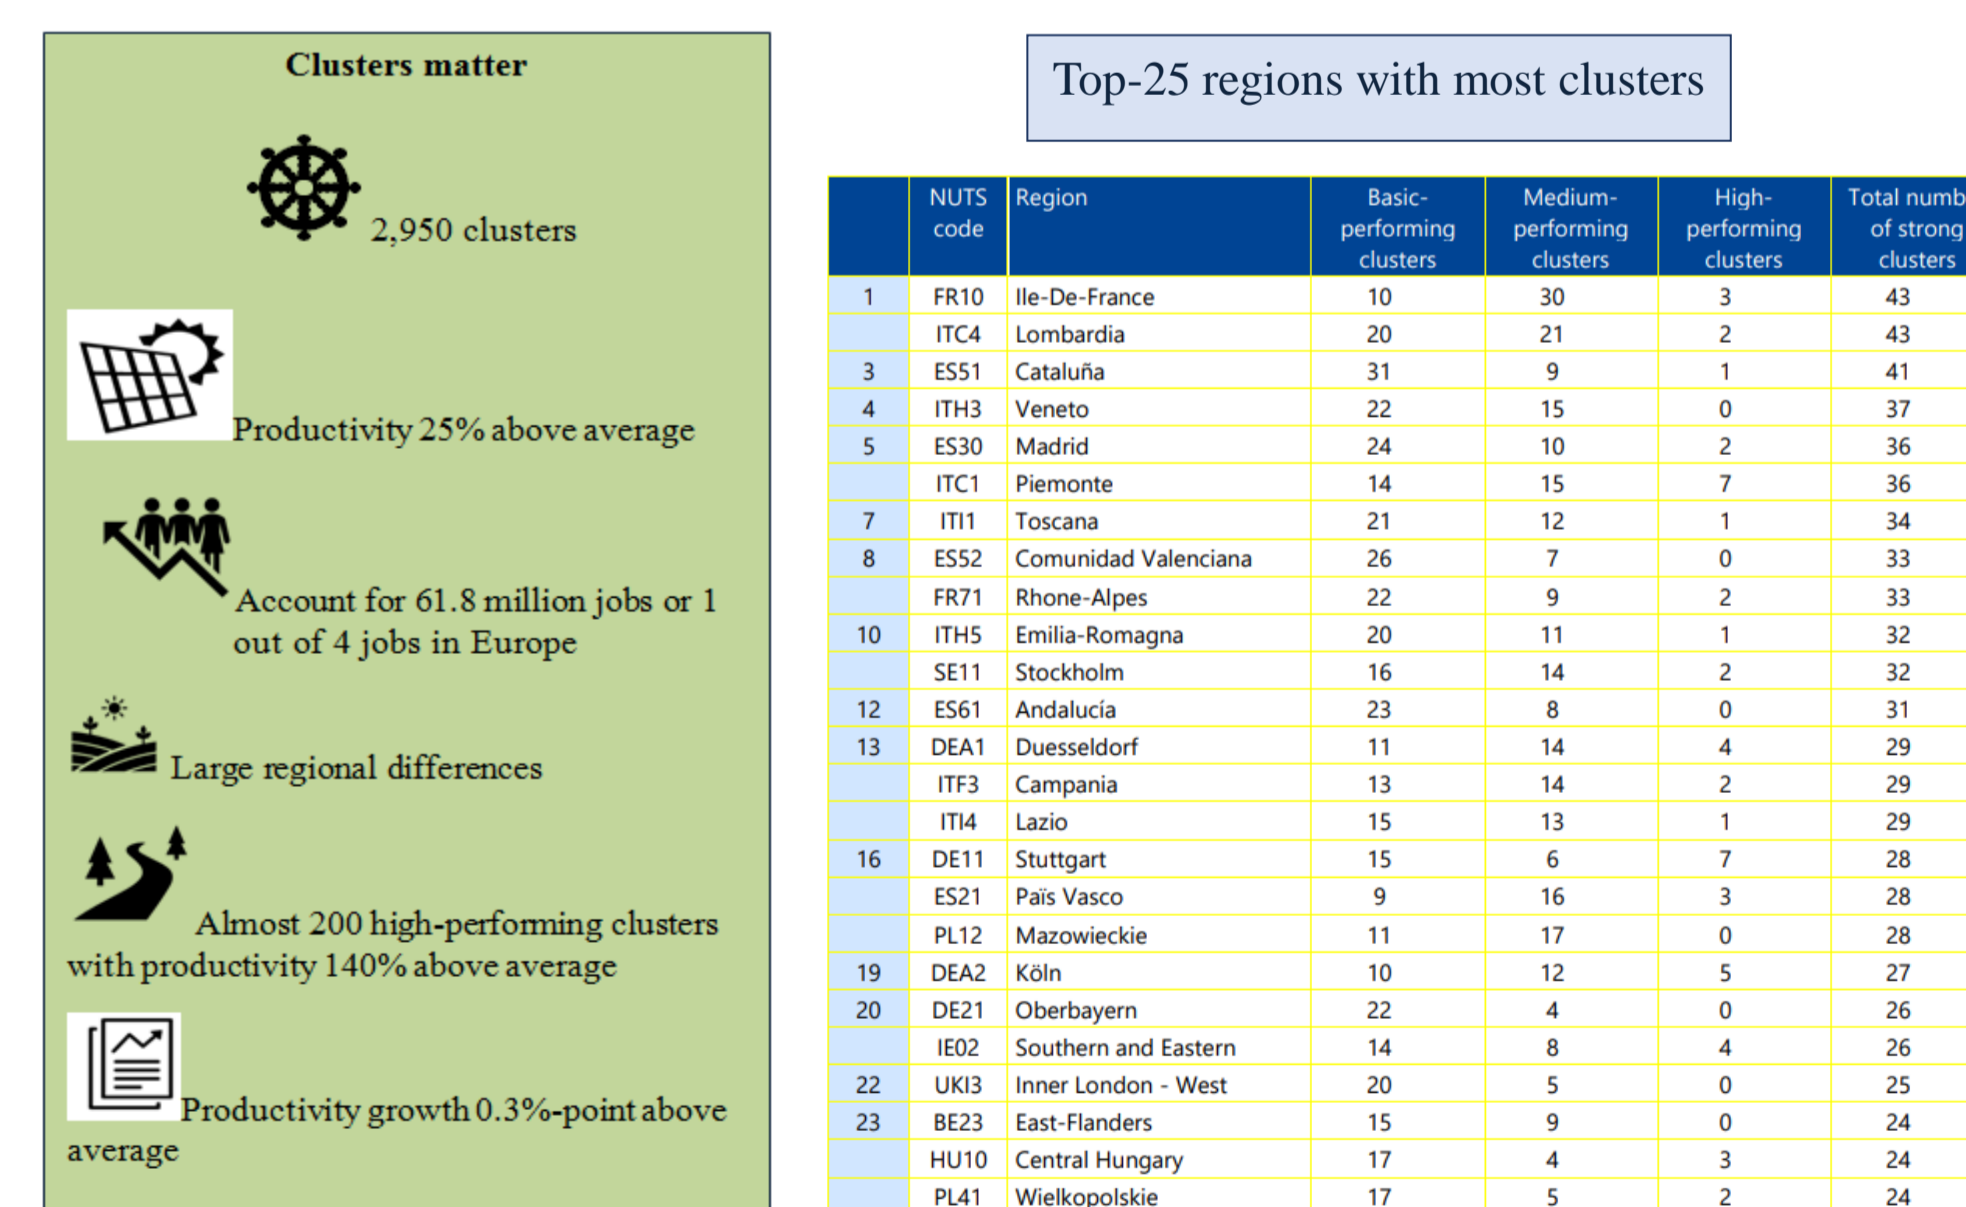 Clusters matter
2,950 clusters
Productivity 25% above average
Account for 61.8 million jobs or 1
out of 4 jobs in Europe
Large regional differences
Almost 200 high-performing clusters
with productivity 140% above average
Productivity growth 0.3%-point above
average
Top-25 regions with most clusters
NUTS code Region Basic-performing clusters Medium-performing clusters High-performing clusters Total numb of strong clusters
1 FR10 Ile-De-France 10 30 3 43
ITC4 Lombardia 20 21 2 43
3 ES51 Cataluña 31 9 1 41
4 ITH3 Veneto 22 15 0 37
5 ES30 Madrid 24 10 2 36
ITC1 Piemonte 14 15 7 36
7 ITI1 Toscana 21 12 1 34
8 ES52 Comunidad Valenciana 26 7 0 33
FR71 Rhone-Alpes 22 9 2 33
10 ITH5 Emilia-Romagna 20 11 1 32
SE11 Stockholm 16 14 2 32
12 ES61 Andalucía 23 8 0 31
13 DEA1 Duesseldorf 11 14 4 29
ITF3 Campania 13 14 2 29
ITI4 Lazio 15 13 1 29
16 DE11 Stuttgart 15 6 7 28
ES21 Païs Vasco 9 16 3 28
PL12 Mazowieckie 11 17 0 28
19 DEA2 Köln 10 12 5 27
20 DE21 Oberbayern 22 4 0 26
IE02 Southern and Eastern 14 8 4 26
22 UKI3 Inner London - West 20 5 0 25
23 BE23 East-Flanders 15 9 0 24
HU10 Central Hungary 17 4 3 24
PL41 Wielkopolskie 17 5 2 24